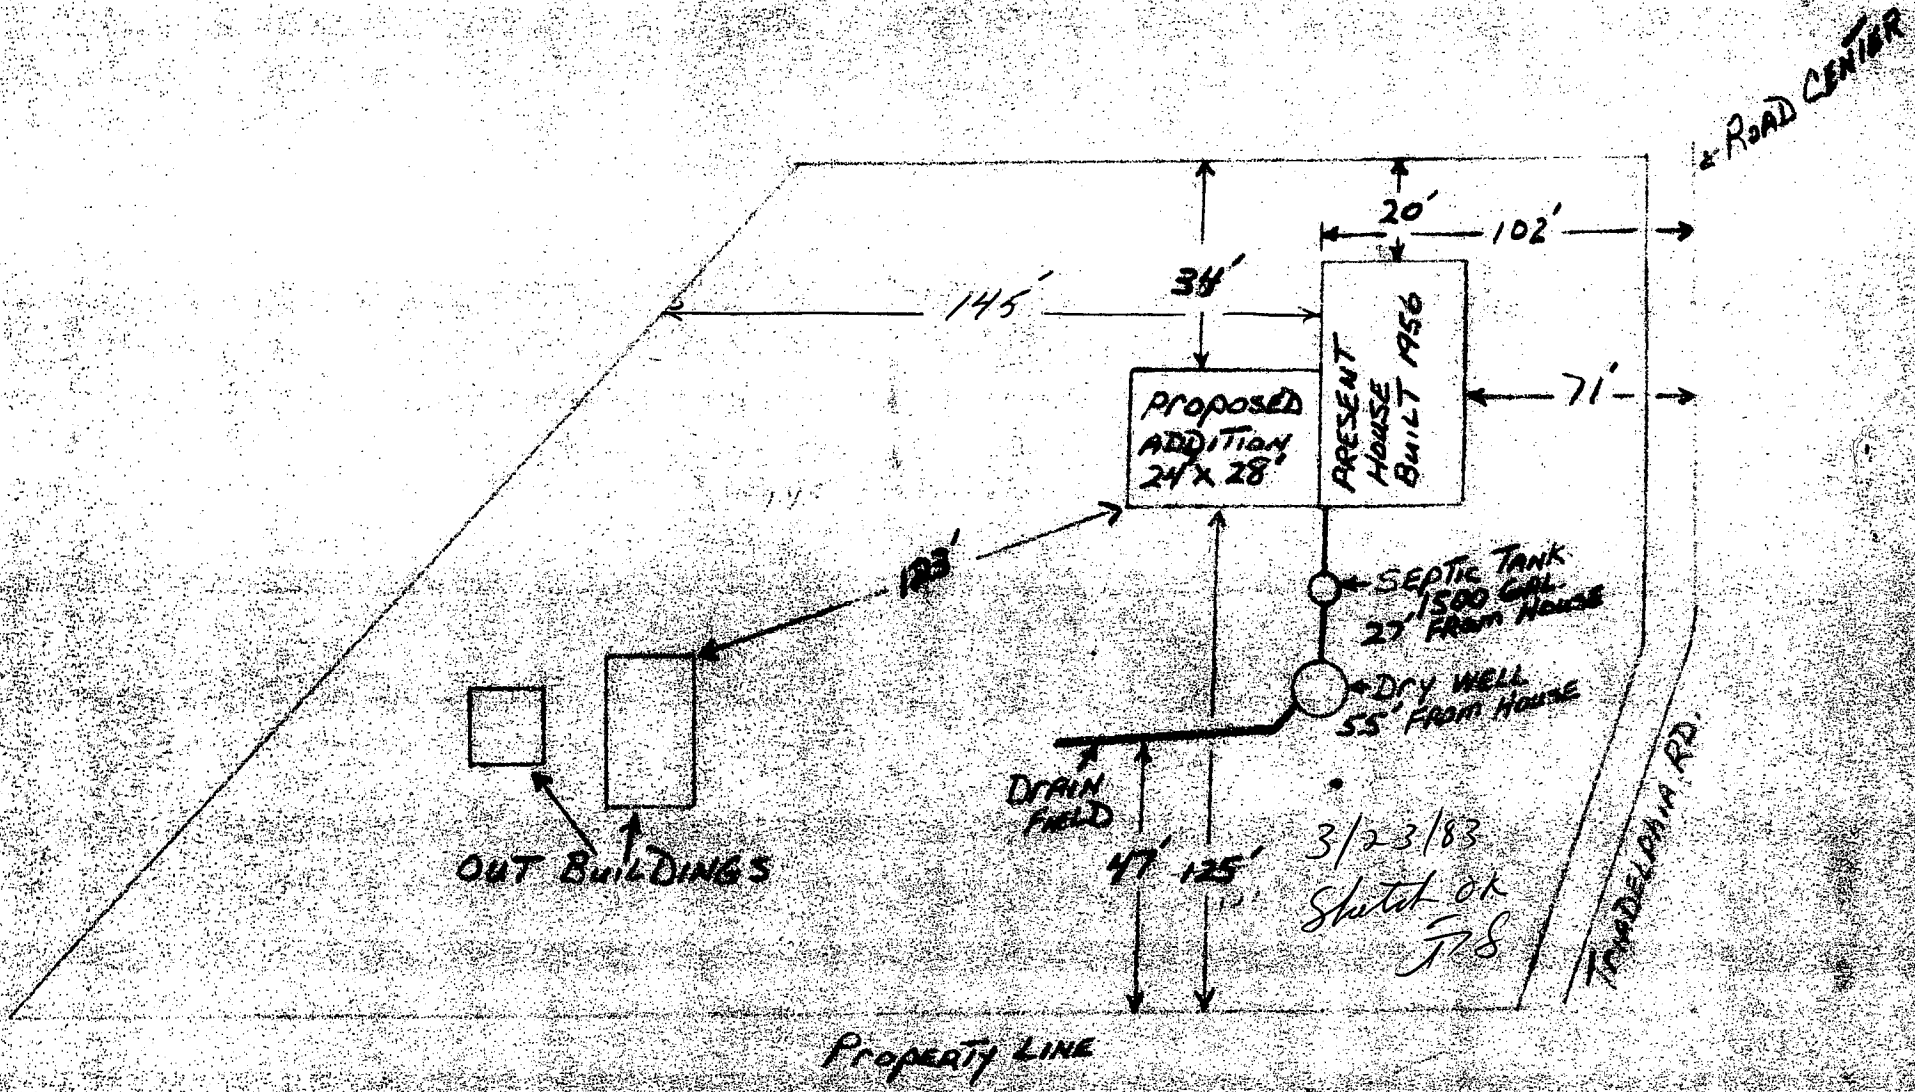 ROAD CENTER
20'
102'
34'
145'
PRESENT
HOUSE
BUILT 1956
71'
PROPOSED
ADDITION
24' X 28'
123'
SEPTIC TANK
1500 GAL
27' FROM HOUSE
DRY WELL
55' FROM HOUSE
DRAIN
FIELD
OUT BUILDINGS
47'
125'
3/23/83
Sketch OK
TRIADELPHIA RD.
PROPERTY LINE